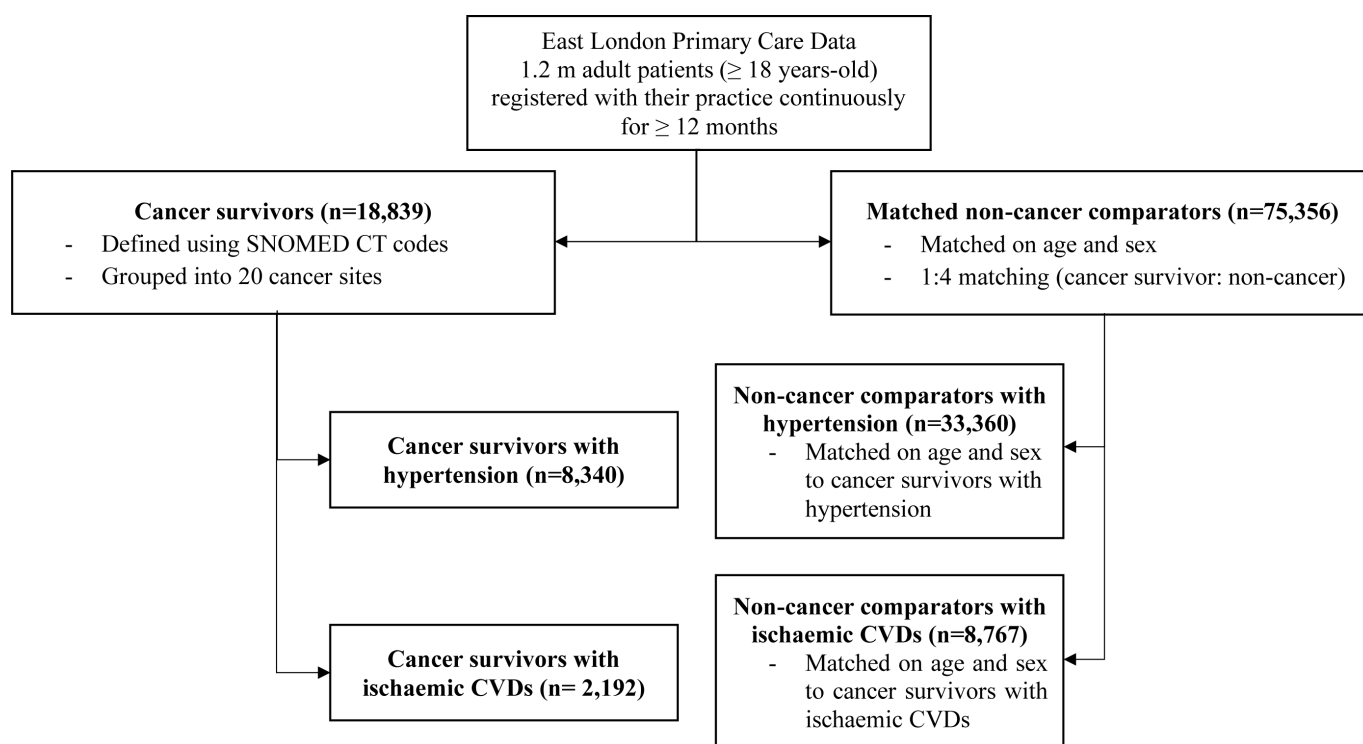 East London Primary Care Data
1.2 m adult patients (≥ 18 years-old)
registered with their practice continuously
for ≥ 12 months
Cancer survivors (n=18,839)
- Defined using SNOMED CT codes
- Grouped into 20 cancer sites
Matched non-cancer comparators (n=75,356)
- Matched on age and sex
- 1:4 matching (cancer survivor: non-cancer)
Cancer survivors with
hypertension (n=8,340)
Non-cancer comparators with
hypertension (n=33,360)
- Matched on age and sex
to cancer survivors with
hypertension
Cancer survivors with
ischaemic CVDs (n= 2,192)
Non-cancer comparators with
ischaemic CVDs (n=8,767)
- Matched on age and sex
to cancer survivors with
ischaemic CVDs